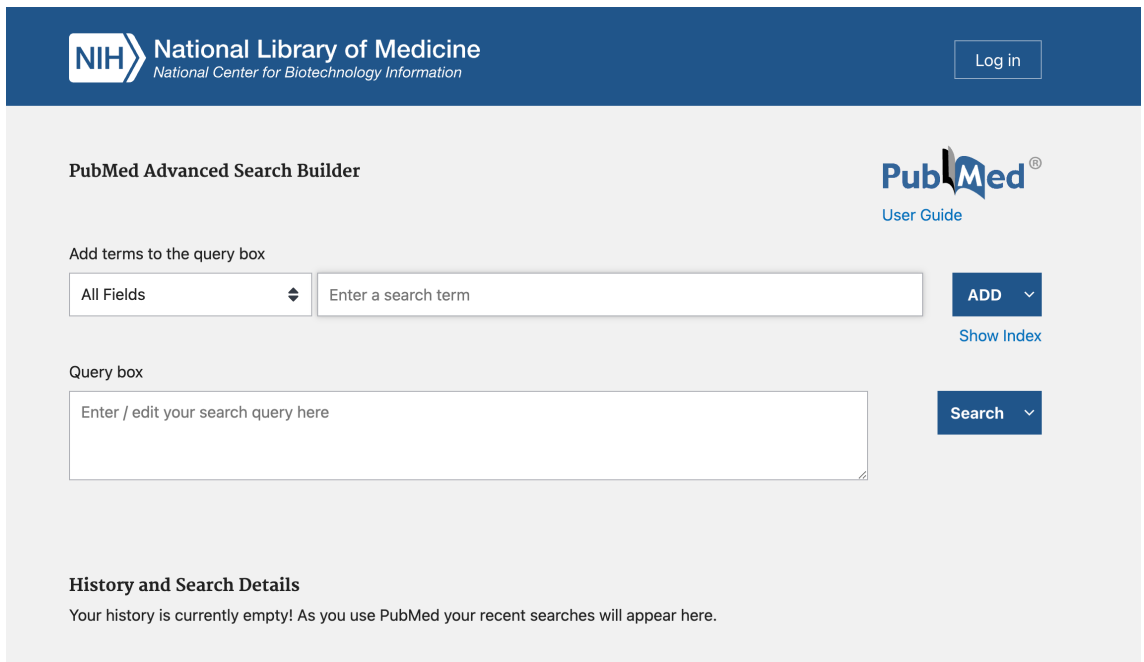 NIH
National Library of Medicine
National Center for Biotechnology Information
Log in
PubMed Advanced Search Builder
PubMed®
User Guide
Add terms to the query box
All Fields
Enter a search term
ADD
Show Index
Query box
Enter / edit your search query here
Search
History and Search Details
Your history is currently empty! As you use PubMed your recent searches will appear here.